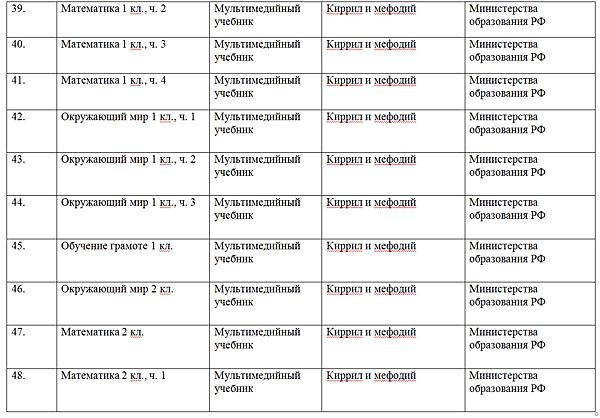 39. Математика 1 кл., ч. 2 Мультимедийный Киррил и мефодий Министерства
учебник образования РФ
40. Математика 1 кл., ч. 3 Мультимедийный Киррил и мефодий Министерства
учебник образования РФ
41. Математика 1 кл., ч. 4 Мультимедийный Киррил и мефодий Министерства
учебник образования РФ
42. Окружающий мир 1 кл., ч. 1 Мультимедийный Киррил и мефодий Министерства
учебник образования РФ
43. Окружающий мир 1 кл., ч. 2 Мультимедийный Киррил и мефодий Министерства
учебник образования РФ
44. Окружающий мир 1 кл., ч. 3 Мультимедийный Киррил и мефодий Министерства
учебник образования РФ
45. Обучение грамоте 1 кл. Мультимедийный Киррил и мефодий Министерства
учебник образования РФ
46. Окружающий мир 2 кл. Мультимедийный Киррил и мефодий Министерства
учебник образования РФ
47. Математика 2 кл. Мультимедийный Киррил и мефодий Министерства
учебник образования РФ
48. Математика 2 кл., ч. 1 Мультимедийный Киррил и мефодий Министерства
учебник образования РФ